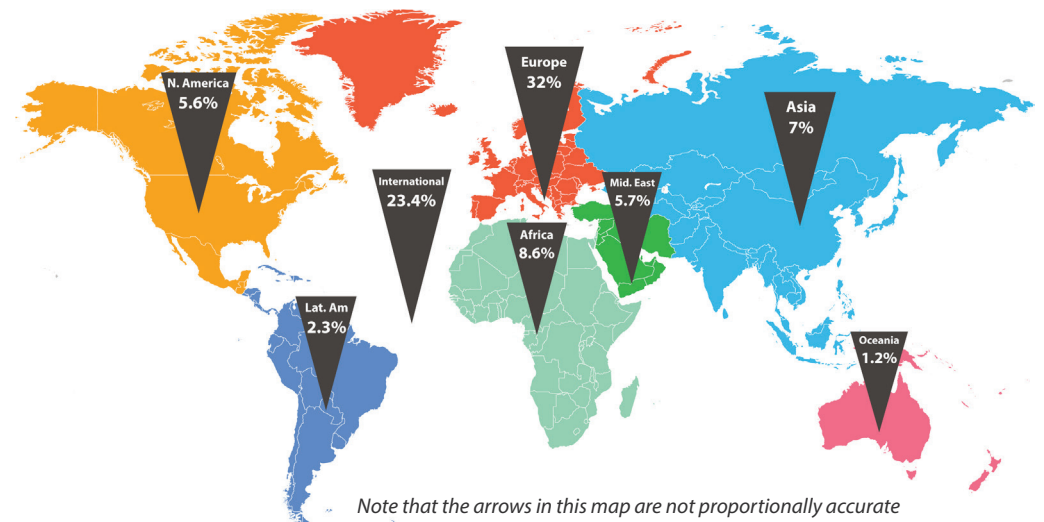 N. America
5.6%
Europe
32%
Asia
7%
International
23.4%
Mid. East
5.7%
Africa
8.6%
Lat. Am
2.3%
Oceania
1.2%
Note that the arrows in this map are not proportionally accurate